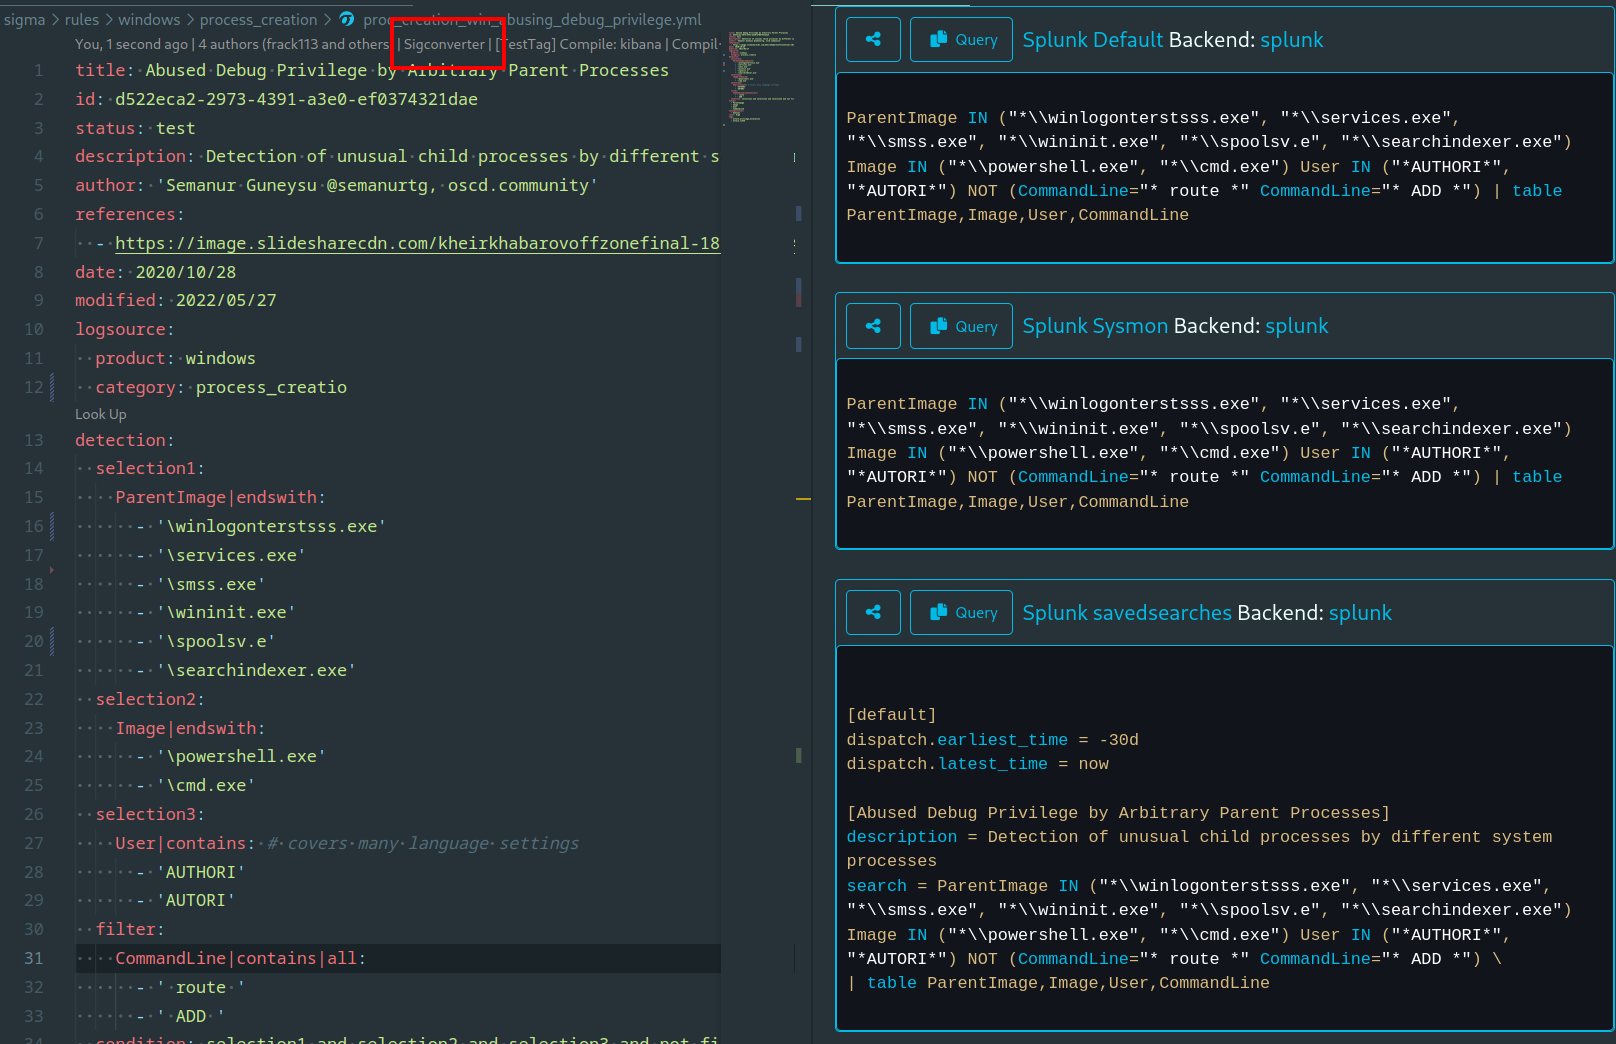 sigma > rules > windows > process_creation > proc_creation_win_abusing_debug_privilege.yml
You, 1 second ago | 4 authors (frack113 and others) | Sigconverter | [TestTag] Compile: kibana | Compil
1 title: Abused Debug Privilege by Arbitrary Parent Processes
2 id: d522eca2-2973-4391-a3e0-ef0374321dae
3 status: test
4 description: Detection of unusual child processes by different s
5 author: 'Semanur Guneysu @semanurtg, oscd.community'
6 references:
7 - https://image.slidesharecdn.com/kheirkhabarovoffzonefinal-18
8 date: 2020/10/28
9 modified: 2022/05/27
10 logsource:
11 product: windows
12 category: process_creatio
Look Up
13 detection:
14 selection1:
15 ParentImage|endswith:
16 - '\winlogonterstsss.exe'
17 - '\services.exe'
18 - '\smss.exe'
19 - '\wininit.exe'
20 - '\spoolsv.e'
21 - '\searchindexer.exe'
22 selection2:
23 Image|endswith:
24 - '\powershell.exe'
25 - '\cmd.exe'
26 selection3:
27 User|contains: # covers many language settings
28 - 'AUTHORI'
29 - 'AUTORI'
30 filter:
31 CommandLine|contains|all:
32 - ' route '
33 - ' ADD '
34 condition: selection1 and selection2 and selection3 and not fi
Query Splunk Default Backend: splunk
ParentImage IN ("*\\winlogonterstsss.exe", "*\\services.exe",
"*\\smss.exe", "*\\wininit.exe", "*\\spoolsv.e", "*\\searchindexer.exe")
Image IN ("*\\powershell.exe", "*\\cmd.exe") User IN ("*AUTHORI*",
"*AUTORI*") NOT (CommandLine="* route *" CommandLine="* ADD *") | table
ParentImage,Image,User,CommandLine
Query Splunk Sysmon Backend: splunk
ParentImage IN ("*\\winlogonterstsss.exe", "*\\services.exe",
"*\\smss.exe", "*\\wininit.exe", "*\\spoolsv.e", "*\\searchindexer.exe")
Image IN ("*\\powershell.exe", "*\\cmd.exe") User IN ("*AUTHORI*",
"*AUTORI*") NOT (CommandLine="* route *" CommandLine="* ADD *") | table
ParentImage,Image,User,CommandLine
Query Splunk savedsearches Backend: splunk
[default]
dispatch.earliest_time = -30d
dispatch.latest_time = now
[Abused Debug Privilege by Arbitrary Parent Processes]
description = Detection of unusual child processes by different system
processes
search = ParentImage IN ("*\\winlogonterstsss.exe", "*\\services.exe",
"*\\smss.exe", "*\\wininit.exe", "*\\spoolsv.e", "*\\searchindexer.exe")
Image IN ("*\\powershell.exe", "*\\cmd.exe") User IN ("*AUTHORI*",
"*AUTORI*") NOT (CommandLine="* route *" CommandLine="* ADD *") \
| table ParentImage,Image,User,CommandLine